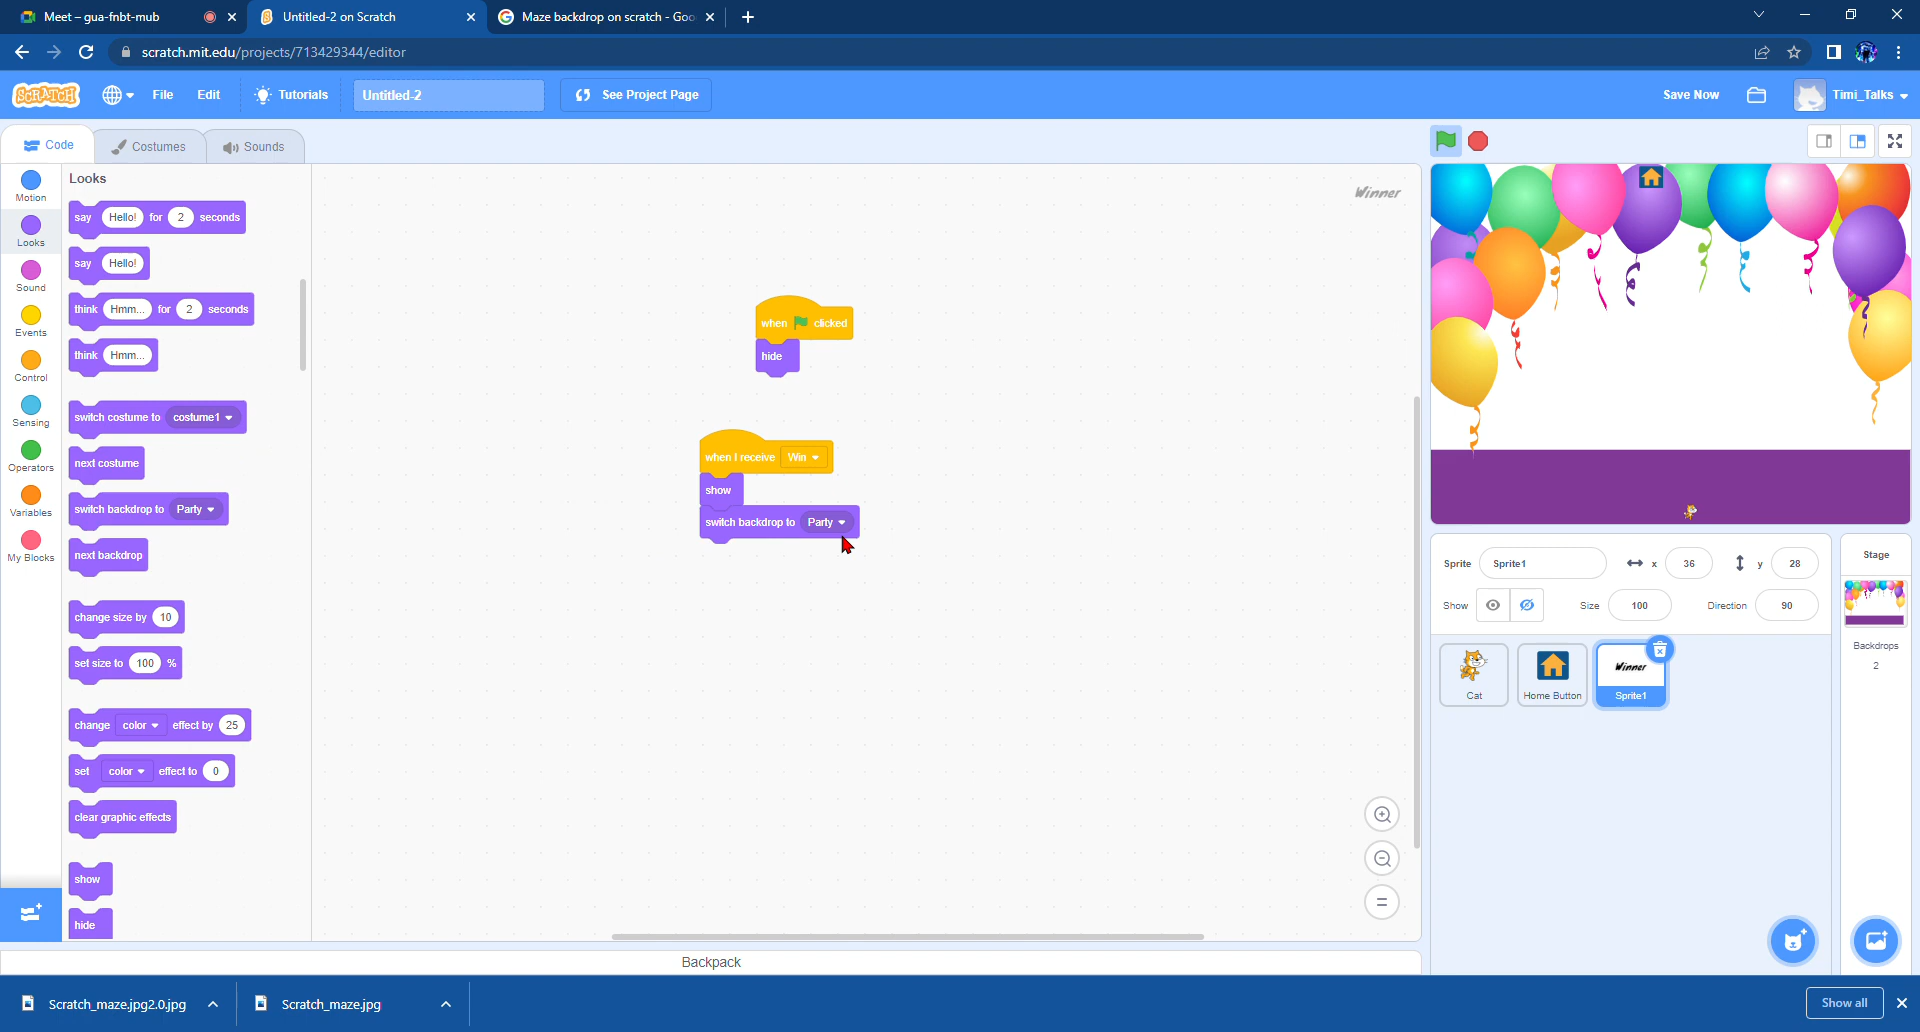 Meet – gua-fnbt-mub
Untitled-2 on Scratch
Maze backdrop on scratch - Goo
scratch.mit.edu/projects/713429344/editor
SCRATCH
File
Edit
Tutorials
Untitled-2
See Project Page
Save Now
Timi_Talks
Code
Costumes
Sounds
Motion
Looks
Sound
Events
Control
Sensing
Operators
Variables
My Blocks
Looks
say Hello! for 2 seconds
say Hello!
think Hmm... for 2 seconds
think Hmm...
switch costume to costume1
next costume
switch backdrop to Party
next backdrop
change size by 10
set size to 100 %
change color effect by 25
set color effect to 0
clear graphic effects
show
hide
when clicked
hide
when I receive Win
show
switch backdrop to Party
Winner
Sprite Sprite1 x 36 y 28
Show Size 100 Direction 90
Cat
Home Button
Winner
Sprite1
Stage
Backdrops
2
Backpack
Scratch_maze.jpg2.0.jpg
Scratch_maze.jpg
Show all